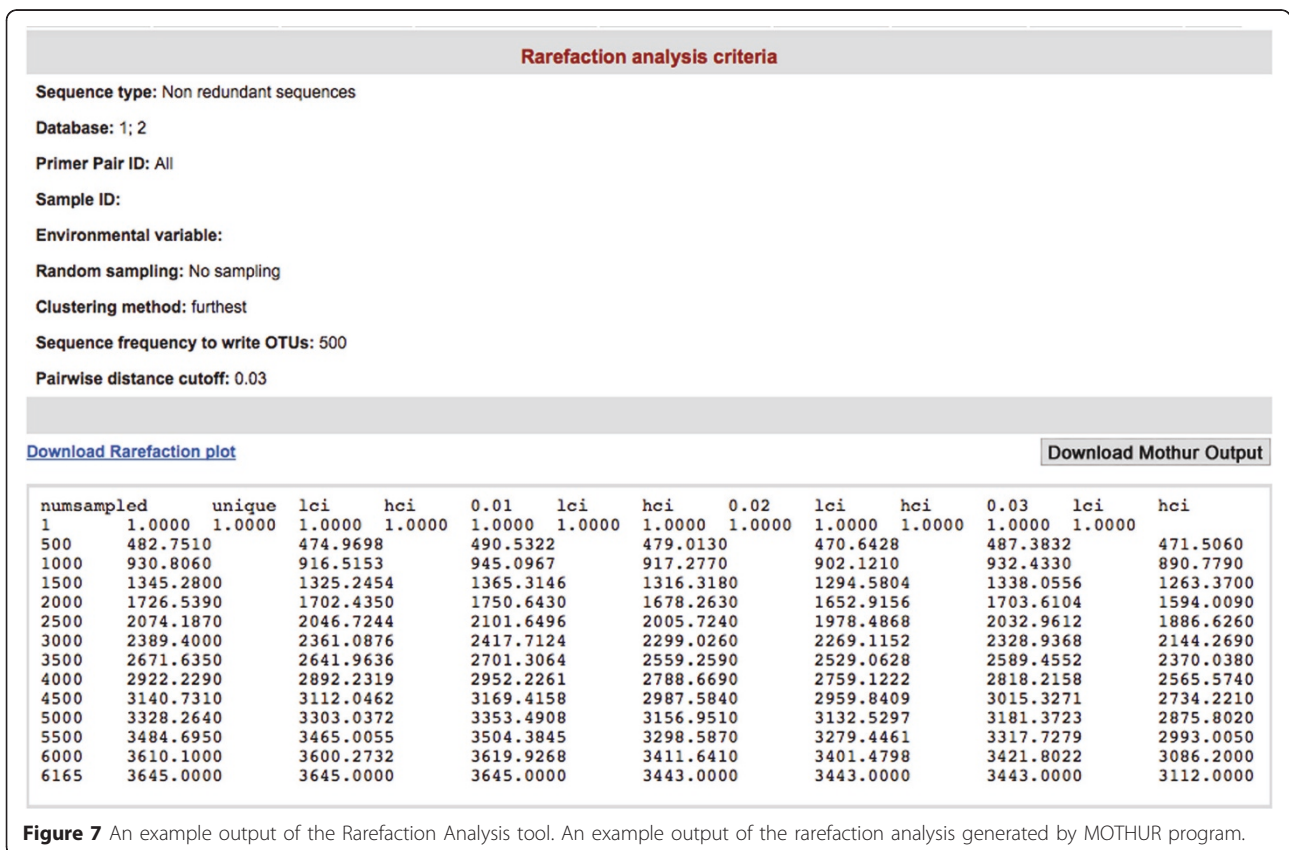 Rarefaction analysis criteria
Sequence type: Non redundant sequences
Database: 1; 2
Primer Pair ID: All
Sample ID:
Environmental variable:
Random sampling: No sampling
Clustering method: furthest
Sequence frequency to write OTUs: 500
Pairwise distance cutoff: 0.03
Download Rarefaction plot Download Mothur Output
numsampled unique lci hci 0.01 lci hci 0.02 lci hci 0.03 lci hci
1 1.0000 1.0000 1.0000 1.0000 1.0000 1.0000 1.0000 1.0000 1.0000 1.0000 1.0000 1.0000
500 482.7510 474.9698 490.5322 479.0130 470.6428 487.3832 471.5060
1000 930.8060 916.5153 945.0967 917.2770 902.1210 932.4330 890.7790
1500 1345.2800 1325.2454 1365.3146 1316.3180 1294.5804 1338.0556 1263.3700
2000 1726.5390 1702.4350 1750.6430 1678.2630 1652.9156 1703.6104 1594.0090
2500 2074.1870 2046.7244 2101.6496 2005.7240 1978.4868 2032.9612 1886.6260
3000 2389.4000 2361.0876 2417.7124 2299.0260 2269.1152 2328.9368 2144.2690
3500 2671.6350 2641.9636 2701.3064 2559.2590 2529.0628 2589.4552 2370.0380
4000 2922.2290 2892.2319 2952.2261 2788.6690 2759.1222 2818.2158 2565.5740
4500 3140.7310 3112.0462 3169.4158 2987.5840 2959.8409 3015.3271 2734.2210
5000 3328.2640 3303.0372 3353.4908 3156.9510 3132.5297 3181.3723 2875.8020
5500 3484.6950 3465.0055 3504.3845 3298.5870 3279.4461 3317.7279 2993.0050
6000 3610.1000 3600.2732 3619.9268 3411.6410 3401.4798 3421.8022 3086.2000
6165 3645.0000 3645.0000 3645.0000 3443.0000 3443.0000 3443.0000 3112.0000
Figure 7 An example output of the Rarefaction Analysis tool. An example output of the rarefaction analysis generated by MOTHUR program.